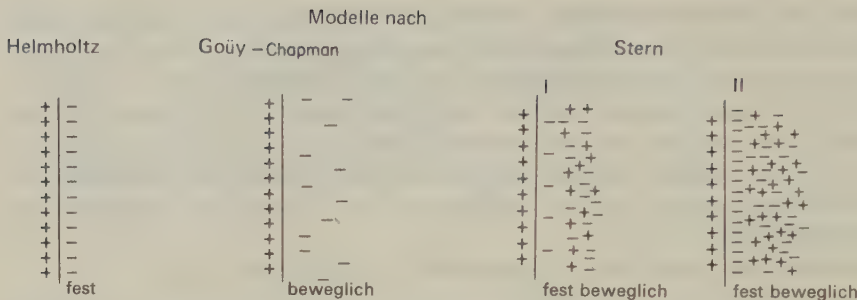 Modelle nach
Helmholtz Goüy – Chapman Stern
I II
fest beweglich fest beweglich fest beweglich